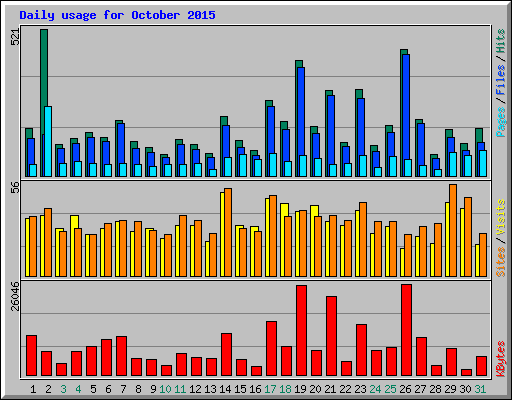 Daily usage for October 2015
521
Pages/Files/Hits
56
Sites/Visits
26046
KBytes
1 2 3 4 5 6 7 8 9 10 11 12 13 14 15 16 17 18 19 20 21 22 23 24 25 26 27 28 29 30 31